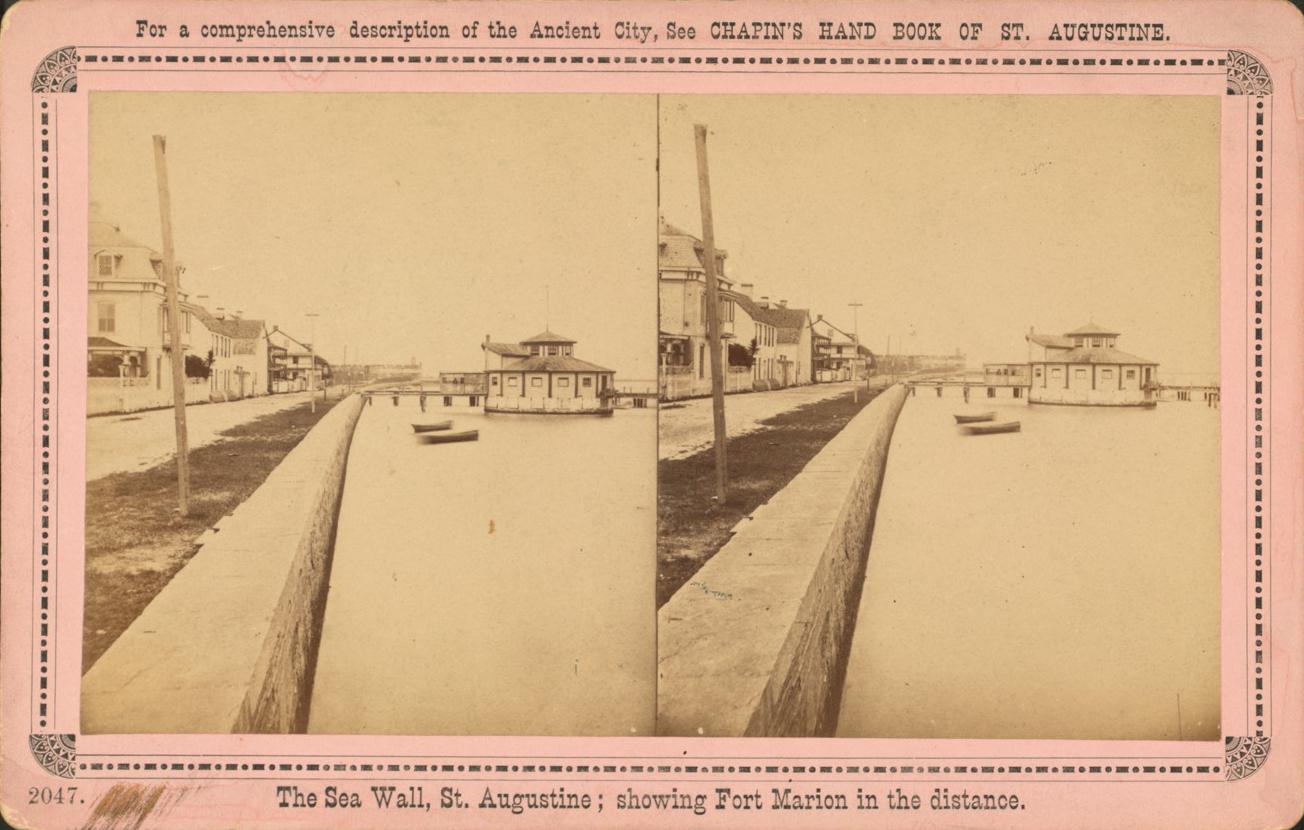 For a comprehensive description of the Ancient City, See CHAPIN'S HAND BOOK OF ST. AUGUSTINE.
2047.
The Sea Wall, St. Augustine; showing Fort Marion in the distance.